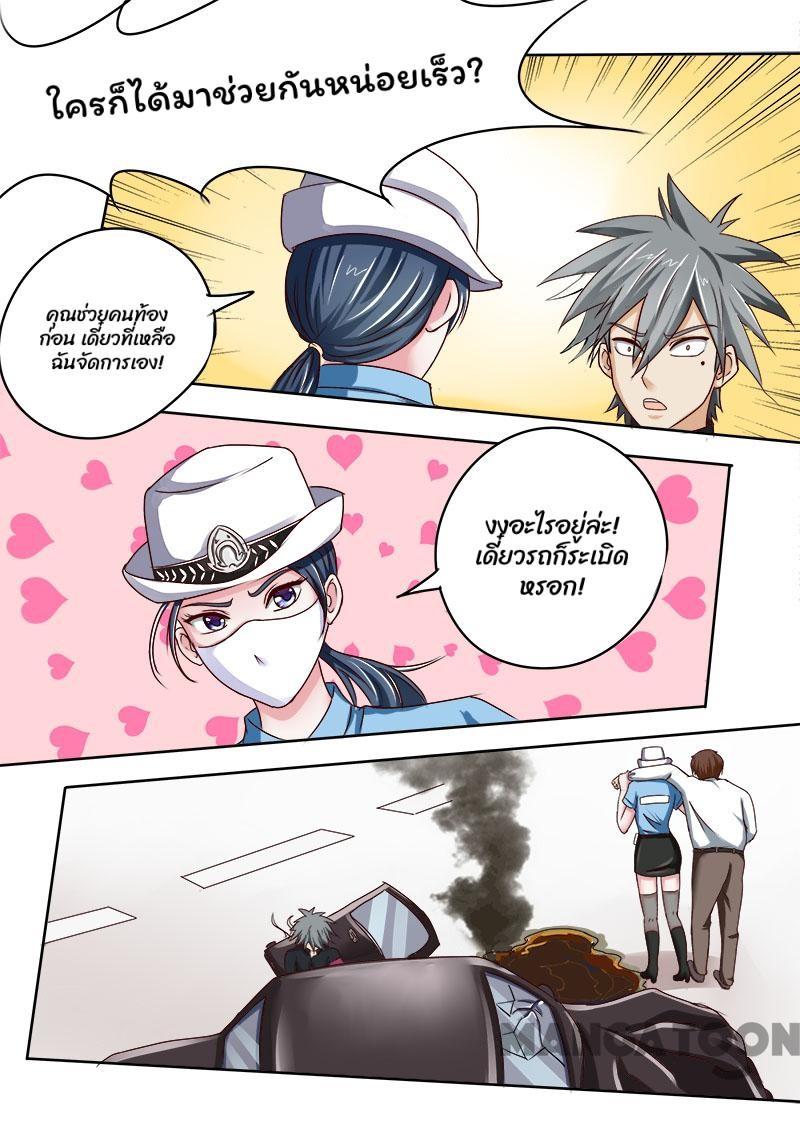 ใครก็ได้มาช่วยกันหน่อยเร็ว?
คุณช่วยคนท้อง
ก่อน เดี๋ยวที่เหลือ
ฉันจัดการเอง!
งงอะไรอยู่ล่ะ!
เดี๋ยวรถก็ระเบิด
หรอก!
MANGATOON